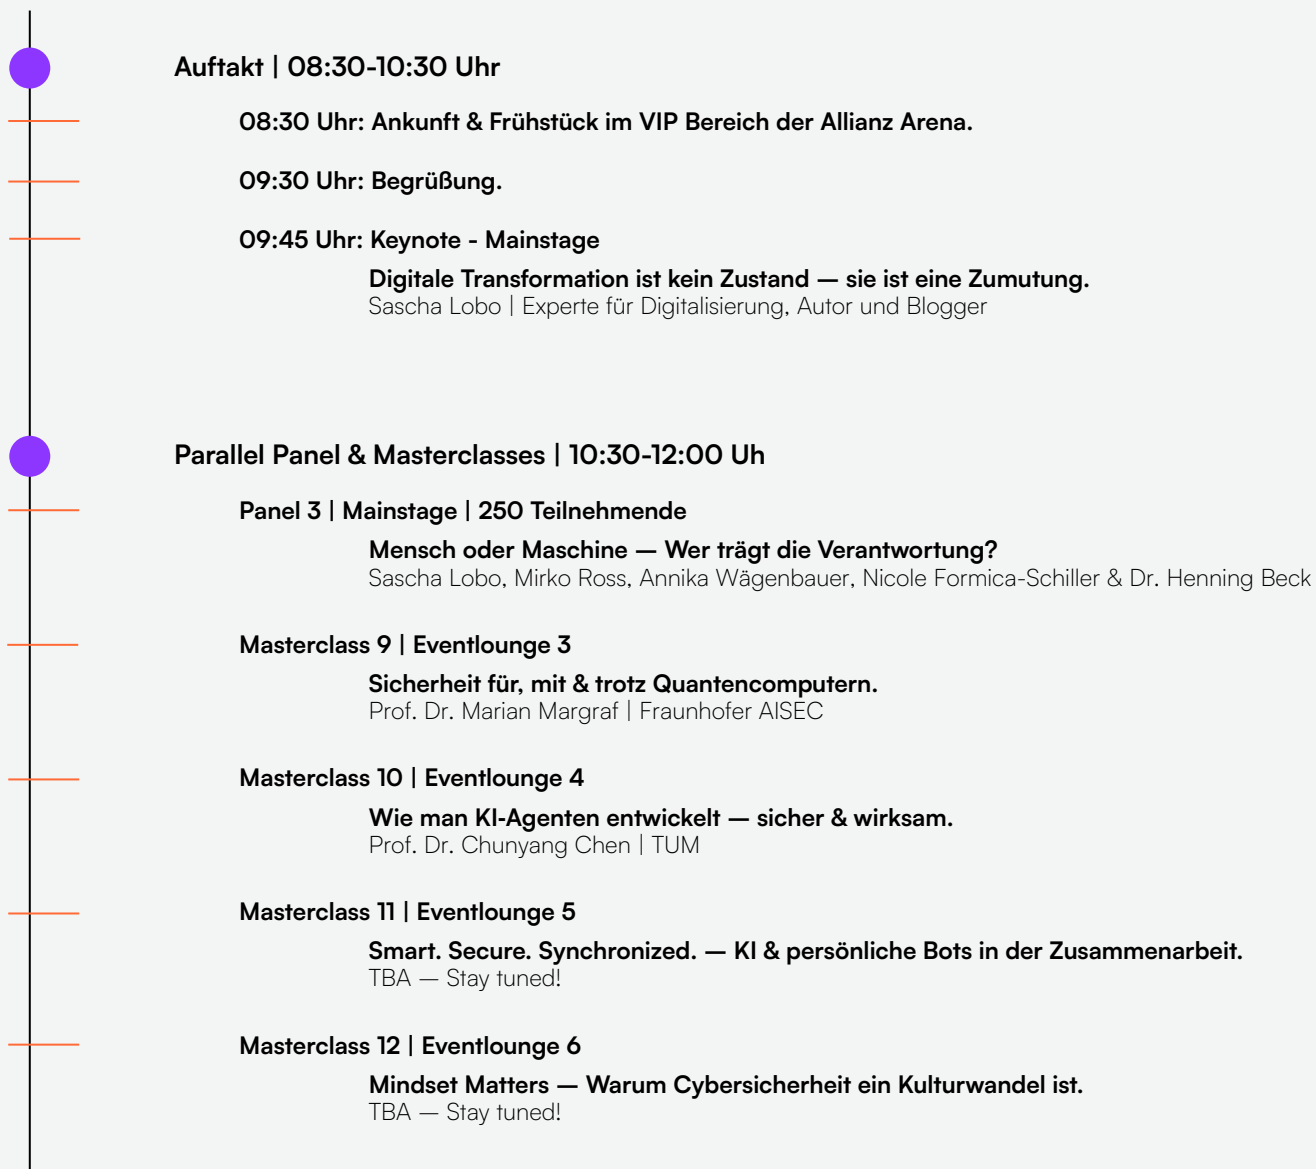 Auftakt | 08:30-10:30 Uhr
08:30 Uhr: Ankunft & Frühstück im VIP Bereich der Allianz Arena.
09:30 Uhr: Begrüßung.
09:45 Uhr: Keynote - Mainstage
Digitale Transformation ist kein Zustand — sie ist eine Zumutung.
Sascha Lobo | Experte für Digitalisierung, Autor und Blogger
Parallel Panel & Masterclasses | 10:30-12:00 Uh
Panel 3 | Mainstage | 250 Teilnehmende
Mensch oder Maschine — Wer trägt die Verantwortung?
Sascha Lobo, Mirko Ross, Annika Wägenbauer, Nicole Formica-Schiller & Dr. Henning Beck
Masterclass 9 | Eventlounge 3
Sicherheit für, mit & trotz Quantencomputern.
Prof. Dr. Marian Margraf | Fraunhofer AISEC
Masterclass 10 | Eventlounge 4
Wie man KI-Agenten entwickelt — sicher & wirksam.
Prof. Dr. Chunyang Chen | TUM
Masterclass 11 | Eventlounge 5
Smart. Secure. Synchronized. — KI & persönliche Bots in der Zusammenarbeit.
TBA — Stay tuned!
Masterclass 12 | Eventlounge 6
Mindset Matters — Warum Cybersicherheit ein Kulturwandel ist.
TBA — Stay tuned!